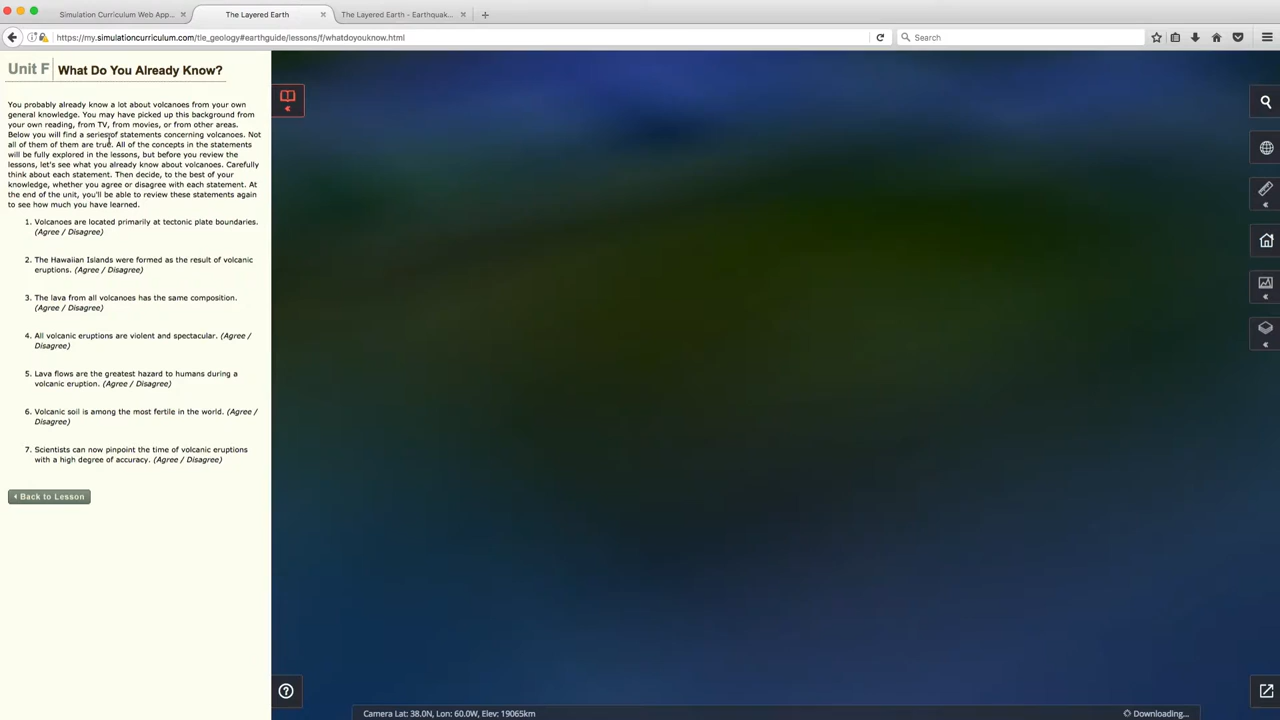 Simulation Curriculum Web App...
The Layered Earth
The Layered Earth - Earthquak...
https://my.simulationcurriculum.com/tle_geology#earthguide/lessons/f/whatdoyouknow.html
Search
Unit F
What Do You Already Know?
You probably already know a lot about volcanoes from your own
general knowledge. You may have picked up this background from
your own reading, from TV, from movies, or from other areas.
Below you will find a series of statements concerning volcanoes. Not
all of them of them are true. All of the concepts in the statements
will be fully explored in the lessons, but before you review the
lessons, let's see what you already know about volcanoes. Carefully
think about each statement. Then decide, to the best of your
knowledge, whether you agree or disagree with each statement. At
the end of the unit, you'll be able to review these statements again
to see how much you have learned.
1. Volcanoes are located primarily at tectonic plate boundaries.
(Agree / Disagree)
2. The Hawaiian Islands were formed as the result of volcanic
eruptions. (Agree / Disagree)
3. The lava from all volcanoes has the same composition.
(Agree / Disagree)
4. All volcanic eruptions are violent and spectacular. (Agree /
Disagree)
5. Lava flows are the greatest hazard to humans during a
volcanic eruption. (Agree / Disagree)
6. Volcanic soil is among the most fertile in the world. (Agree /
Disagree)
7. Scientists can now pinpoint the time of volcanic eruptions
with a high degree of accuracy. (Agree / Disagree)
Back to Lesson
Camera Lat: 38.0N, Lon: 60.0W, Elev: 19065km
Downloading...